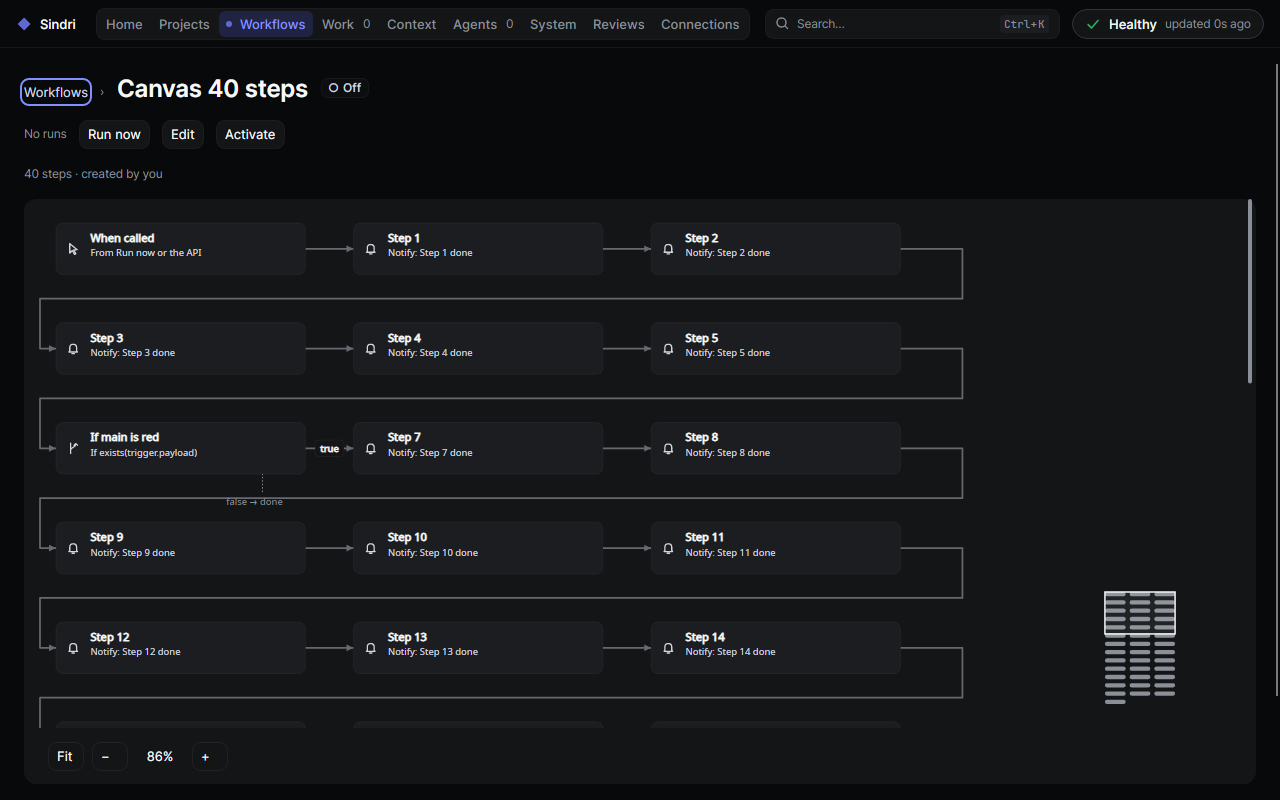 Sindri Home Projects Workflows Work 0 Context Agents 0 System Reviews Connections Search... Ctrl+K Healthy updated 0s ago
Workflows › Canvas 40 steps Off
No runs Run now Edit Activate
40 steps · created by you
When called Step 1 Step 2
From Run now or the API Notify: Step 1 done Notify: Step 2 done
Step 3 Step 4 Step 5
Notify: Step 3 done Notify: Step 4 done Notify: Step 5 done
If main is red true Step 7 Step 8
If exists(trigger.payload) Notify: Step 7 done Notify: Step 8 done
false → done
Step 9 Step 10 Step 11
Notify: Step 9 done Notify: Step 10 done Notify: Step 11 done
Step 12 Step 13 Step 14
Notify: Step 12 done Notify: Step 13 done Notify: Step 14 done
Fit − 86% +